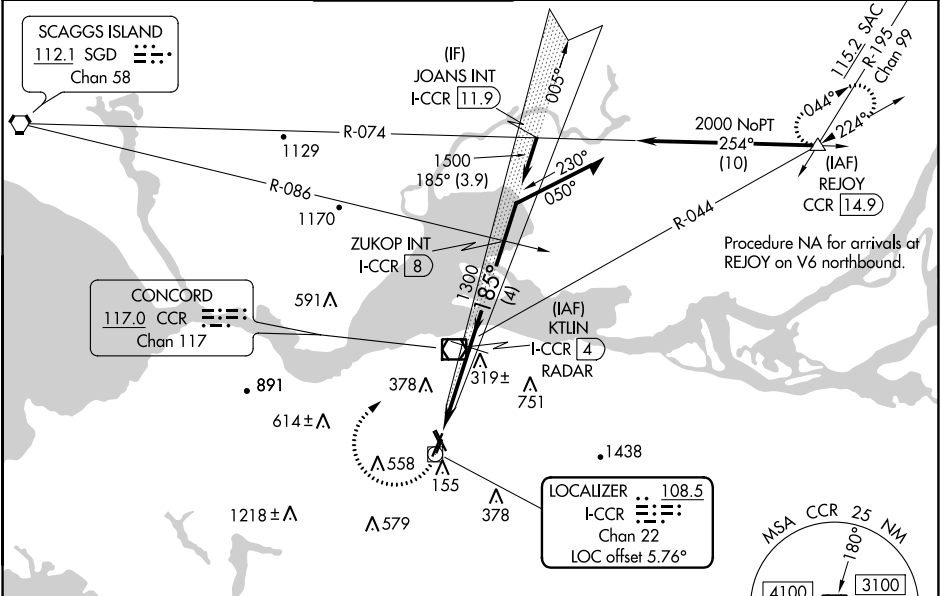 SCAGGS ISLAND
112.1 SGD
Chan 58
(IF)
JOANS INT
I-CCR 11.9
005°
115.2 SAC
R-195
Chan 99
044°
224°
R-074
1129
2000 NoPT
254°
(10)
(IAF)
REJOY
CCR 14.9
1500
185° (3.9)
230°
050°
R-086
1170
R-044
ZUKOP INT
I-CCR 8
Procedure NA for arrivals at
REJOY on V6 northbound.
1300
185°
(4)
CONCORD
117.0 CCR
Chan 117
591
(IAF)
KTLIN
I-CCR 4
RADAR
319±
378
751
891
614±
558
155
1438
378
1218±
579
LOCALIZER 108.5
I-CCR
Chan 22
LOC offset 5.76°
MSA CCR 25 NM
180°
4100
3100